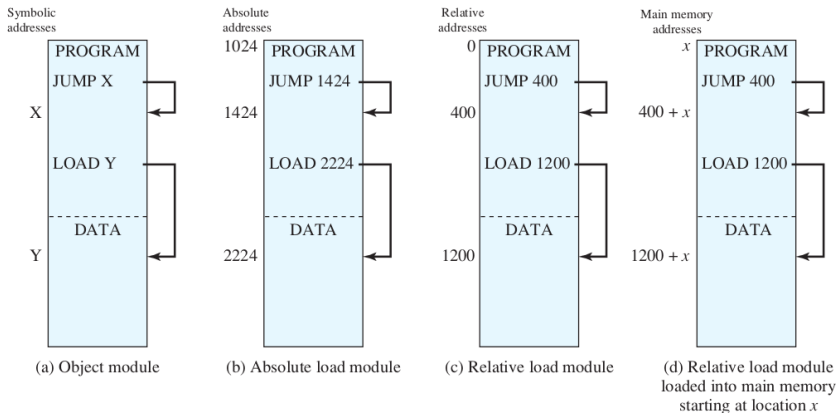 Symbolic
addresses
PROGRAM
JUMP X
X
LOAD Y
DATA
Y
(a) Object module
Absolute
addresses
1024
PROGRAM
JUMP 1424
1424
LOAD 2224
DATA
2224
(b) Absolute load module
Relative
addresses
0
PROGRAM
JUMP 400
400
LOAD 1200
DATA
1200
(c) Relative load module
Main memory
addresses
x
PROGRAM
JUMP 400
400 + x
LOAD 1200
DATA
1200 + x
(d) Relative load module
loaded into main memory
starting at location x